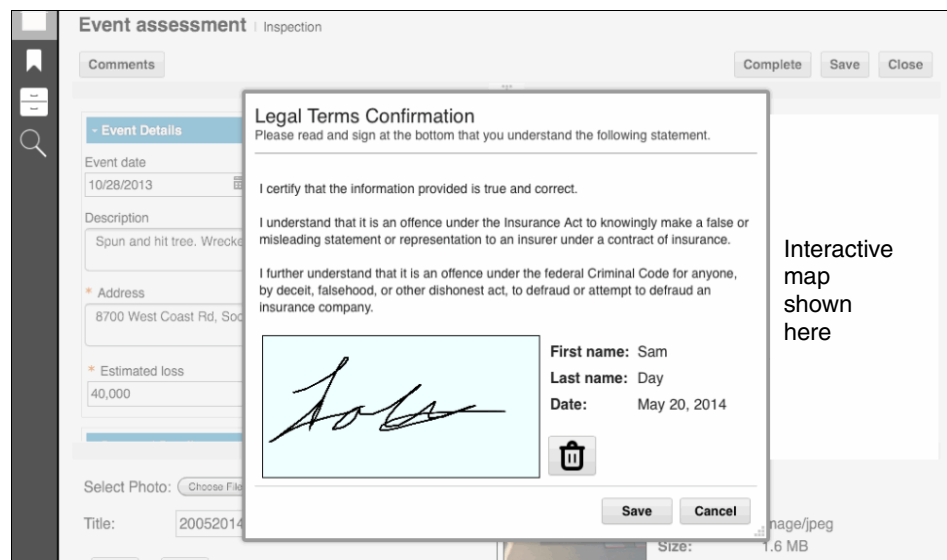 Event assessment | Inspection
Comments
Complete Save Close
Legal Terms Confirmation
Please read and sign at the bottom that you understand the following statement.
- Event Details
Event date
10/28/2013
I certify that the information provided is true and correct.
Description
I understand that it is an offence under the Insurance Act to knowingly make a false or
misleading statement or representation to an insurer under a contract of insurance.
Spun and hit tree. Wrecke
I further understand that it is an offence under the federal Criminal Code for anyone,
by deceit, falsehood, or other dishonest act, to defraud or attempt to defraud an
insurance company.
* Address
8700 West Coast Rd, Soo
Interactive
map
shown
here
* Estimated loss
40,000
First name: Sam
Last name: Day
Date: May 20, 2014
Select Photo: Choose File
Title: 20052014
Save Cancel
mage/jpeg
Size: 1.6 MB